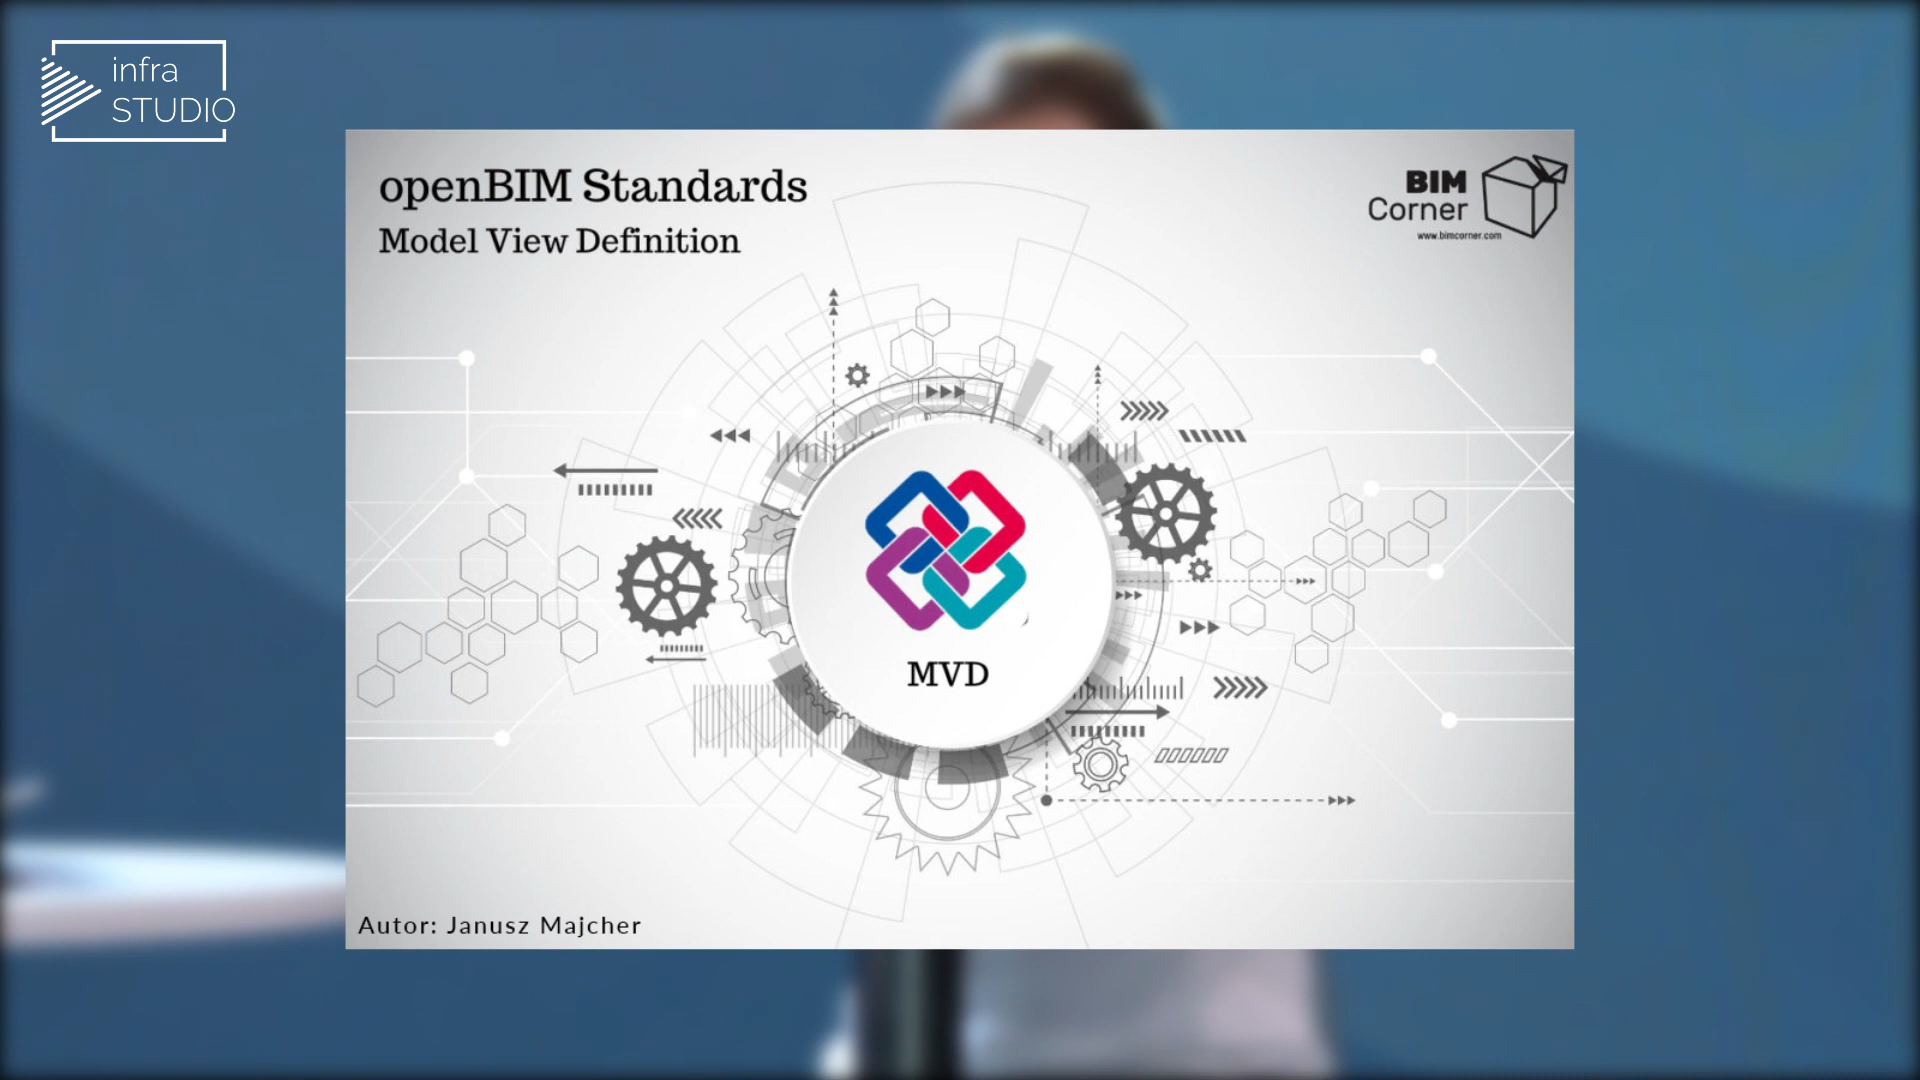 infra
STUDIO
openBIM Standards
Model View Definition
BIM
Corner
www.bimcorner.com
MVD
Autor: Janusz Majcher